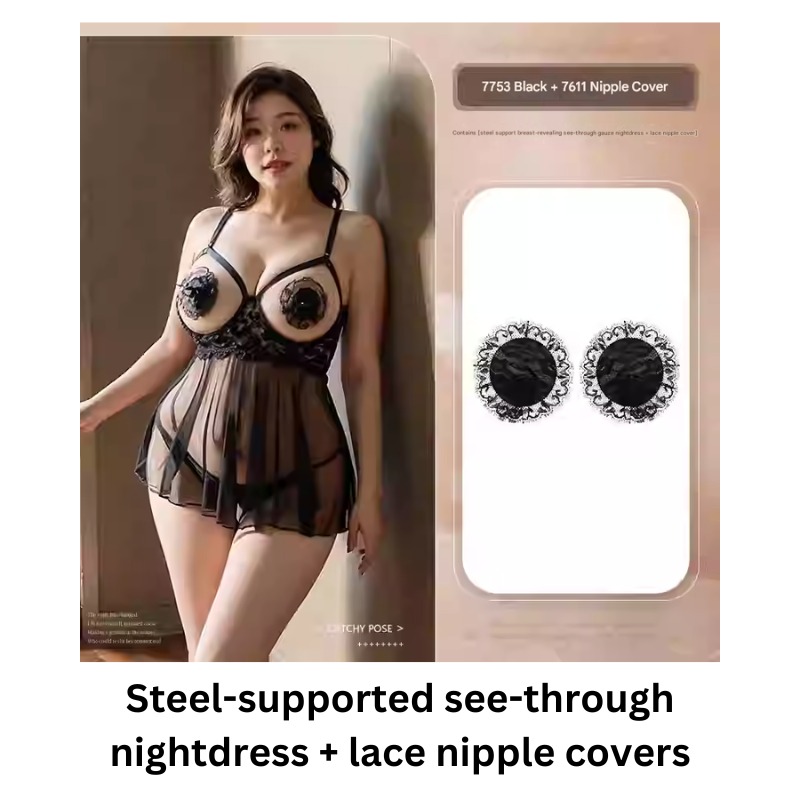 7753 Black + 7611 Nipple Cover
Contains [steel support breast-revealing see-through gauze nightdress + lace nipple cover]
CATCHY POSE >
++++++++
Steel-supported see-through
nightdress + lace nipple covers